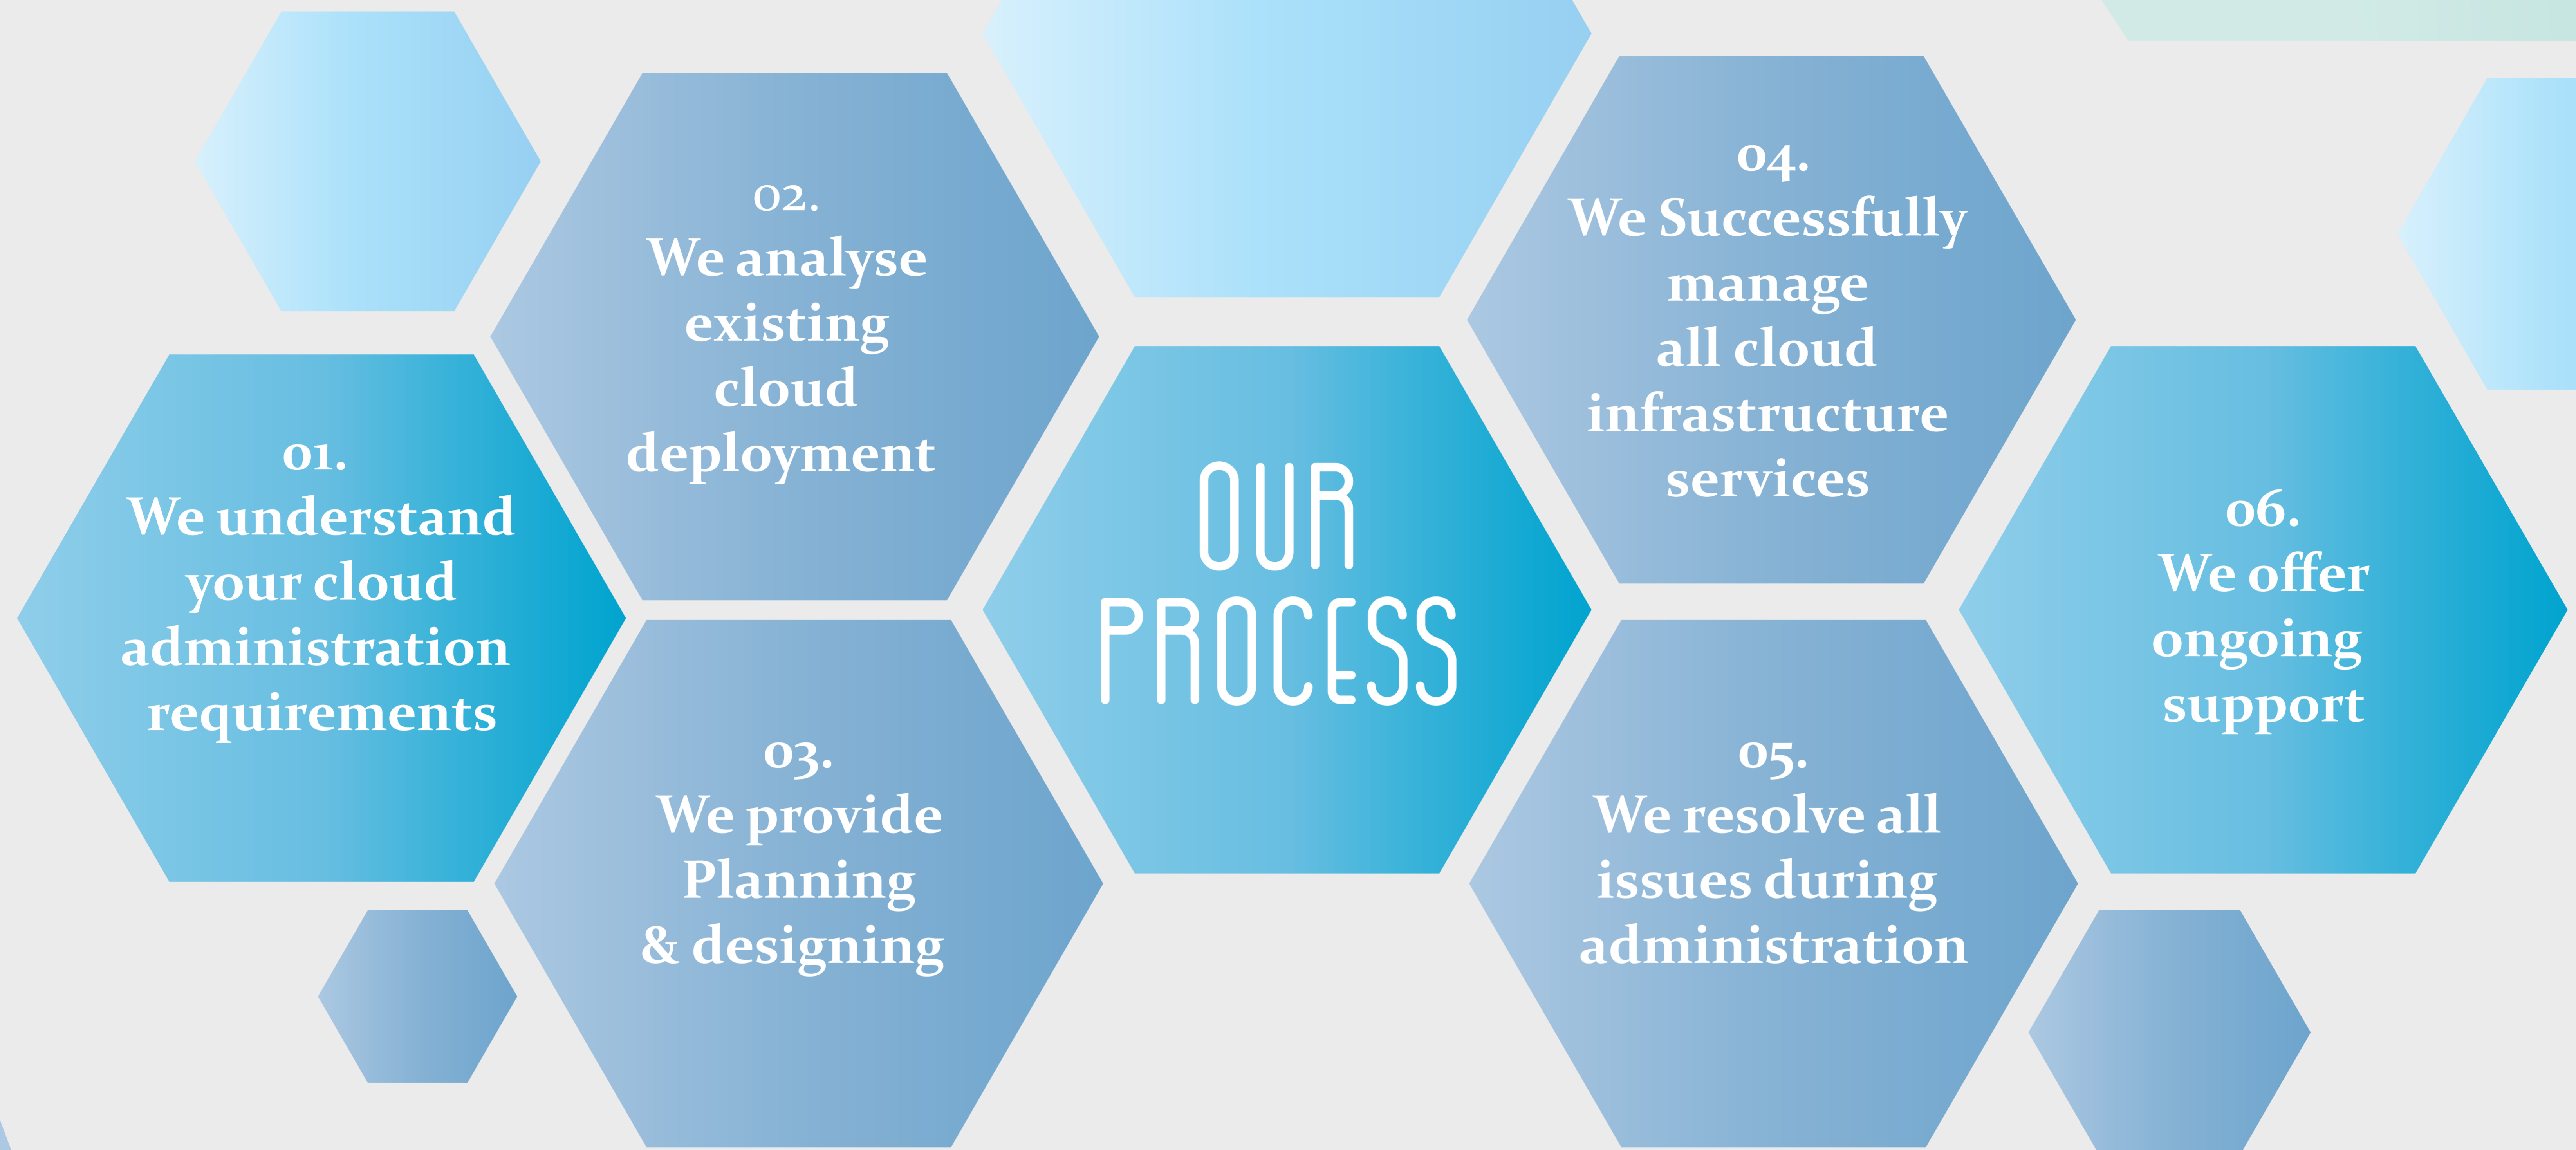 01.
We understand
your cloud
administration
requirements
02.
We analyse
existing
cloud
deployment
03.
We provide
Planning
& designing
OUR
PROCESS
04.
We Successfully
manage
all cloud
infrastructure
services
05.
We resolve all
issues during
administration
06.
We offer
ongoing
support